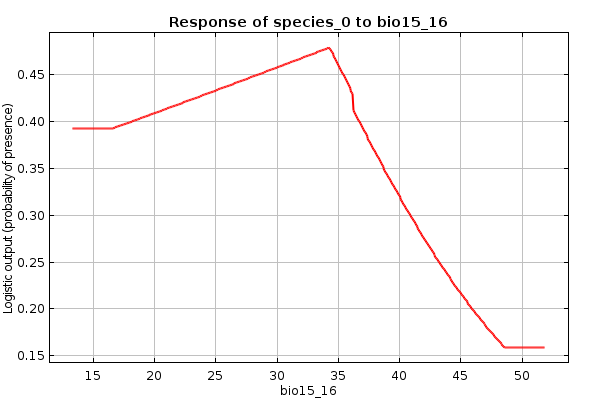 Response of species_0 to bio15_16
Logistic output (probability of presence)
0.45
0.40
0.35
0.30
0.25
0.20
0.15
15 20 25 30 35 40 45 50
bio15_16